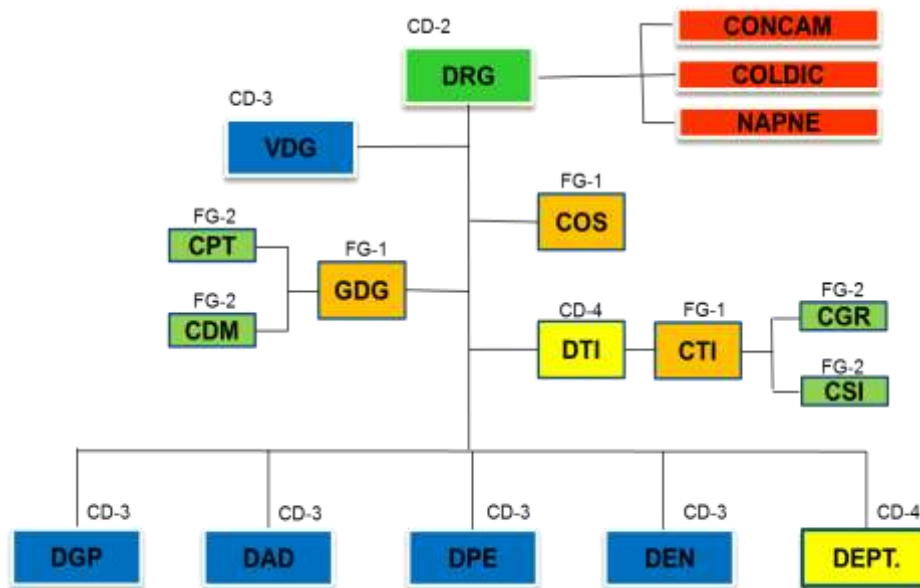 CD-2
DRG
CONCAM
COLDIC
NAPNE
CD-3
VDG
FG-1
COS
FG-2
CPT
FG-1
GDG
FG-2
CDM
CD-4
DTI
FG-1
CTI
FG-2
CGR
FG-2
CSI
CD-3
DGP
CD-3
DAD
CD-3
DPE
CD-3
DEN
CD-4
DEPT.